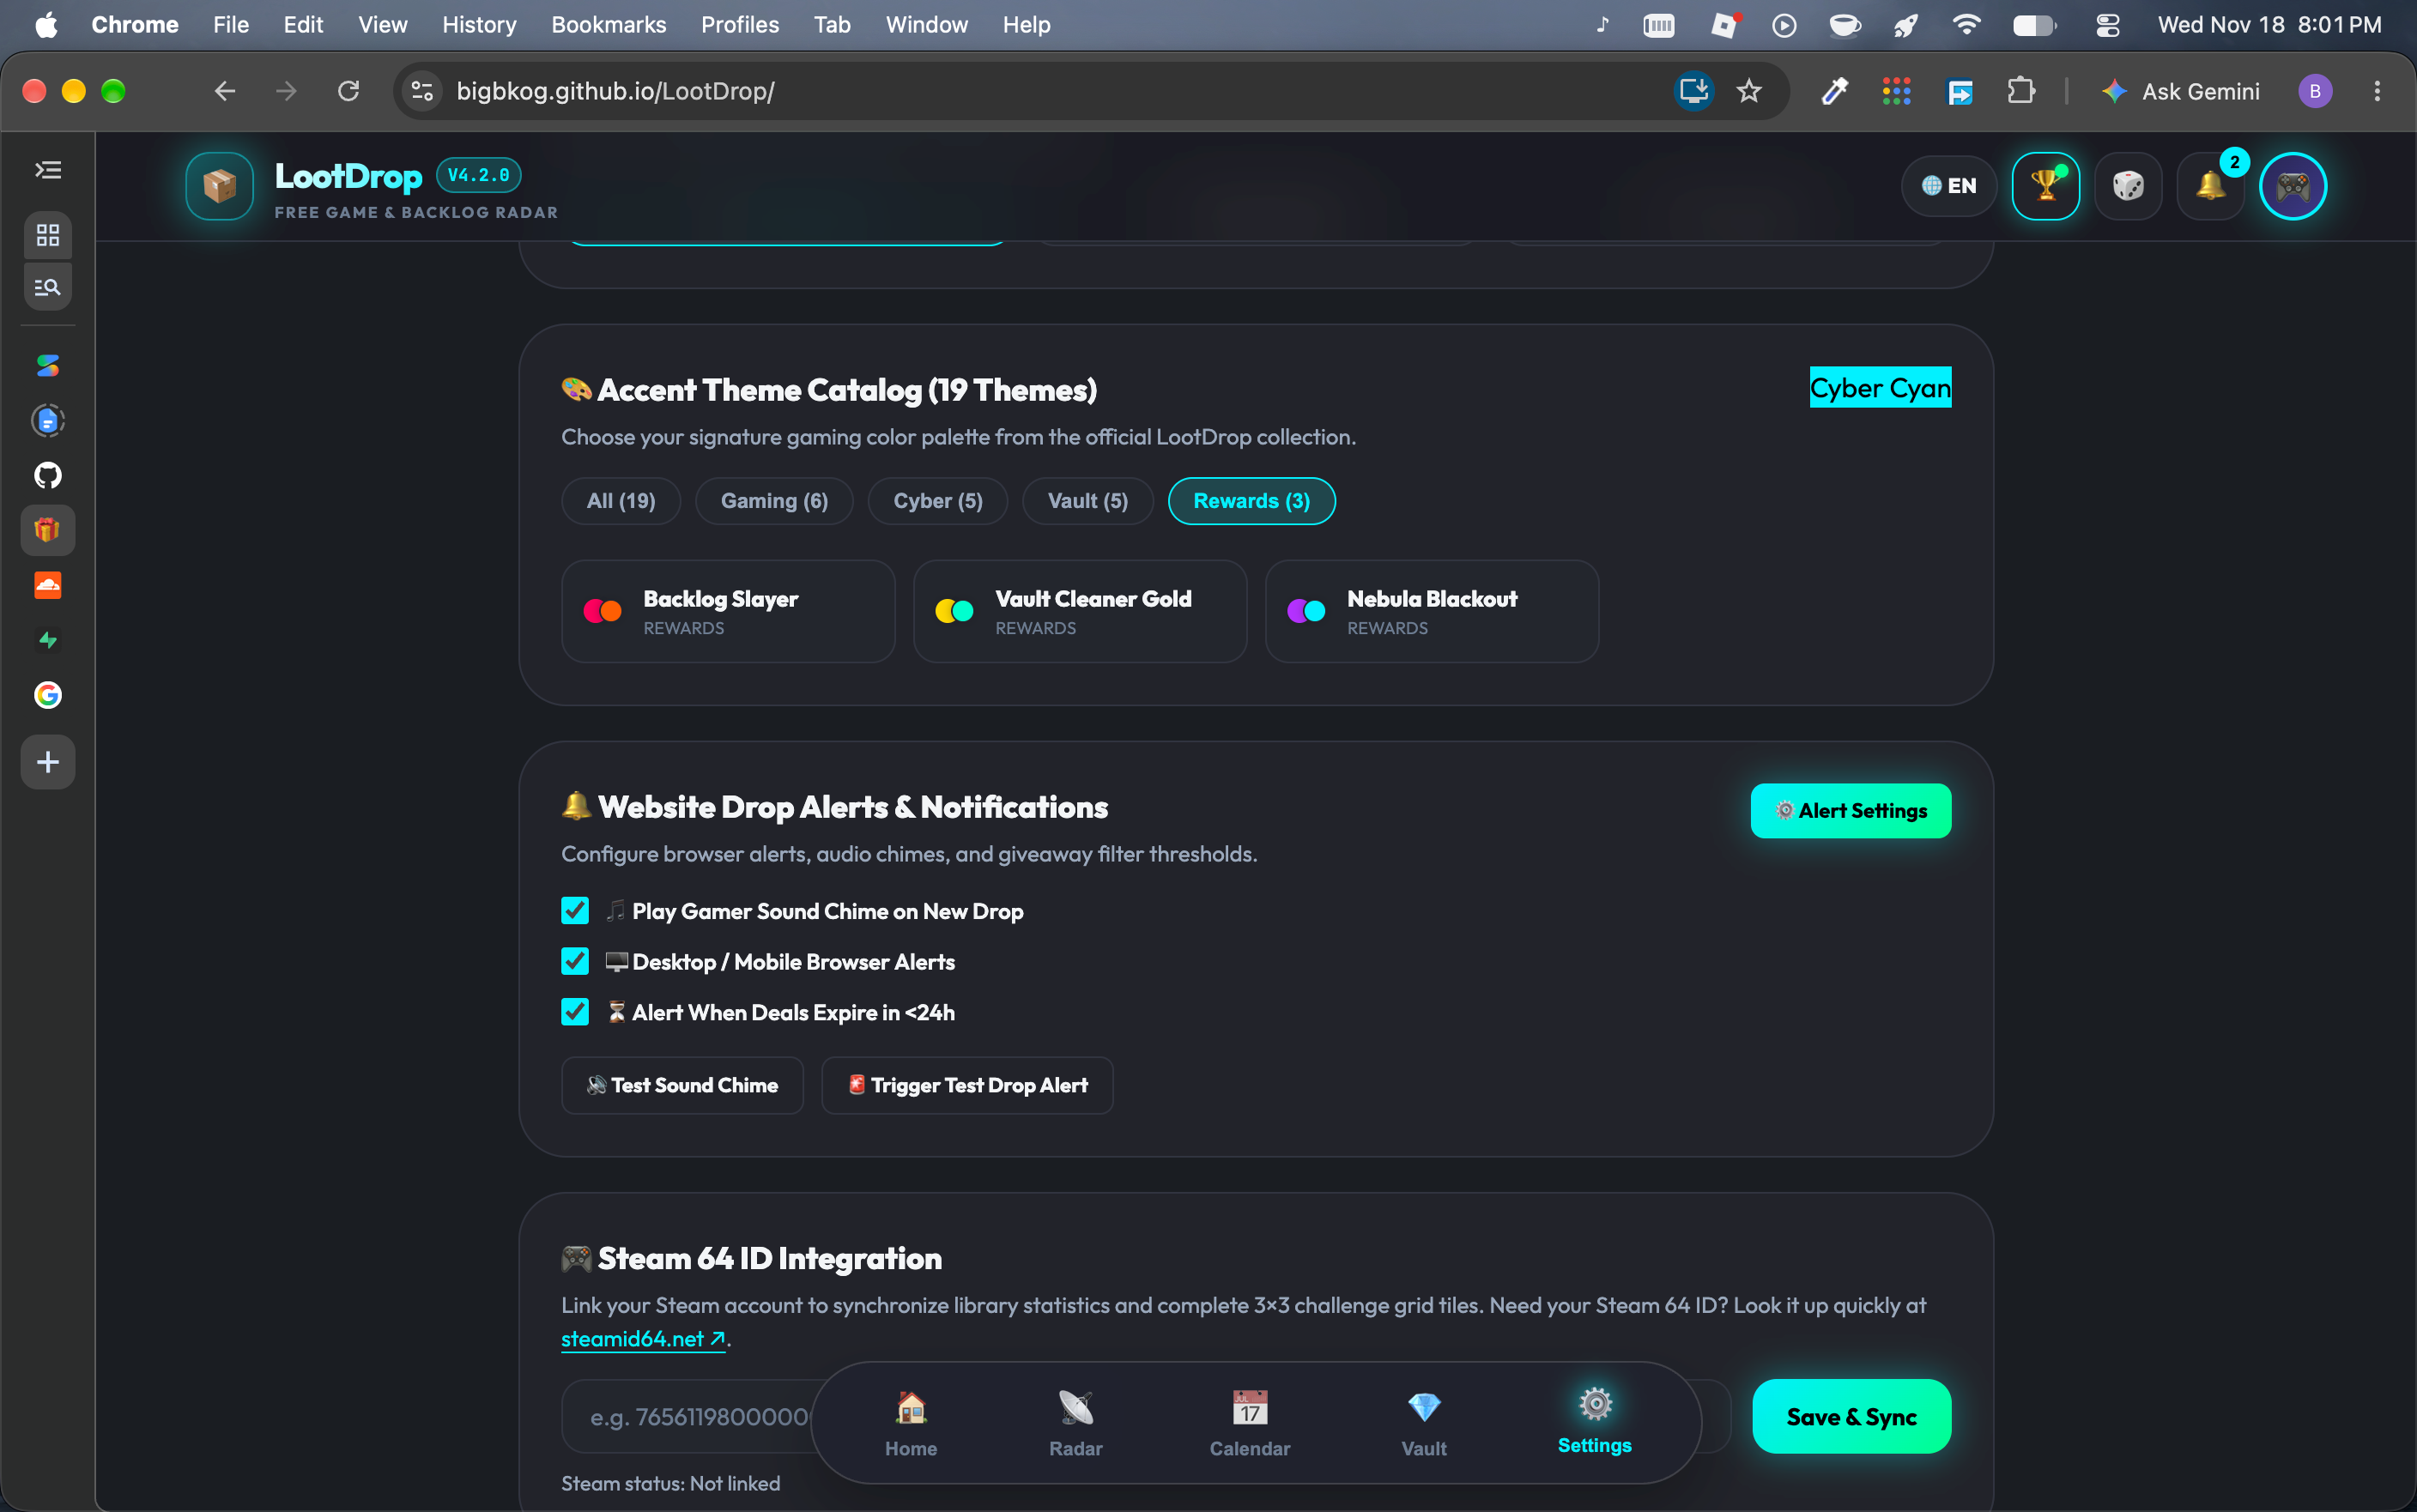 Chrome File Edit View History Bookmarks Profiles Tab Window Help Wed Nov 18 8:01 PM
bigbkog.github.io/LootDrop/ Ask Gemini B
LootDrop V4.2.0
FREE GAME & BACKLOG RADAR
EN 2
Accent Theme Catalog (19 Themes) Cyber Cyan
Choose your signature gaming color palette from the official LootDrop collection.
All (19) Gaming (6) Cyber (5) Vault (5) Rewards (3)
Backlog Slayer Vault Cleaner Gold Nebula Blackout
REWARDS REWARDS REWARDS
Website Drop Alerts & Notifications Alert Settings
Configure browser alerts, audio chimes, and giveaway filter thresholds.
Play Gamer Sound Chime on New Drop
Desktop / Mobile Browser Alerts
Alert When Deals Expire in <24h
Test Sound Chime Trigger Test Drop Alert
Steam 64 ID Integration
Link your Steam account to synchronize library statistics and complete 3×3 challenge grid tiles. Need your Steam 64 ID? Look it up quickly at
steamid64.net ↗.
e.g. 7656119800000 Save & Sync
JUL 17
Home Radar Calendar Vault Settings
Steam status: Not linked